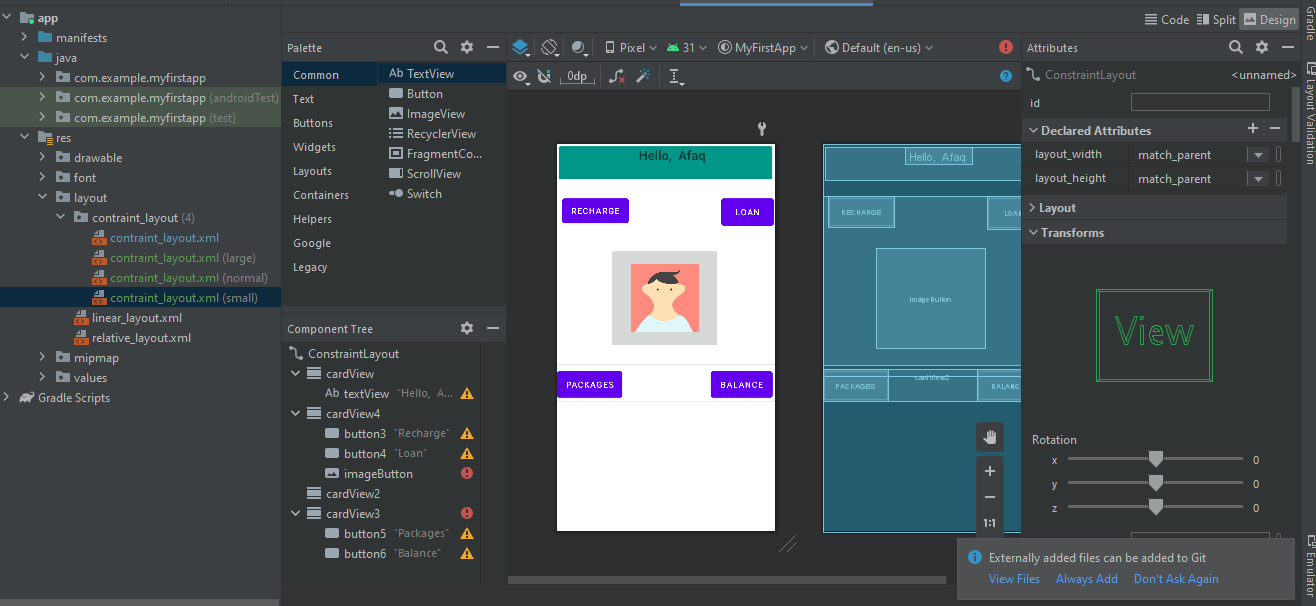 app
manifests
java
com.example.myfirstapp
com.example.myfirstapp (androidTest)
com.example.myfirstapp (test)
res
drawable
font
layout
contraint_layout (4)
contraint_layout.xml
contraint_layout.xml (large)
contraint_layout.xml (normal)
contraint_layout.xml (small)
linear_layout.xml
relative_layout.xml
mipmap
values
Gradle Scripts
Code Split Design
Palette
Common
Text
Buttons
Widgets
Layouts
Containers
Helpers
Google
Legacy
Ab TextView
Button
ImageView
RecyclerView
FragmentCo...
ScrollView
Switch
Component Tree
ConstraintLayout
cardView
Ab textView "Hello, A...
cardView4
button3 "Recharge"
button4 "Loan"
imageButton
cardView2
cardView3
button5 "Packages"
button6 "Balance"
Pixel 31 MyFirstApp Default (en-us)
0dp
Hello, Afaq
RECHARGE LOAN
PACKAGES BALANCE
Hello, Afaq
RECHARGE LOAN
ImageButton
cardView2
PACKAGES BALANC
1:1
Attributes
ConstraintLayout <unnamed>
id
Declared Attributes
layout_width match_parent
layout_height match_parent
Layout
Transforms
View
Rotation
x 0
y 0
z 0
Externally added files can be added to Git
View Files Always Add Don't Ask Again
Gradle
Layout Validation
Emulator